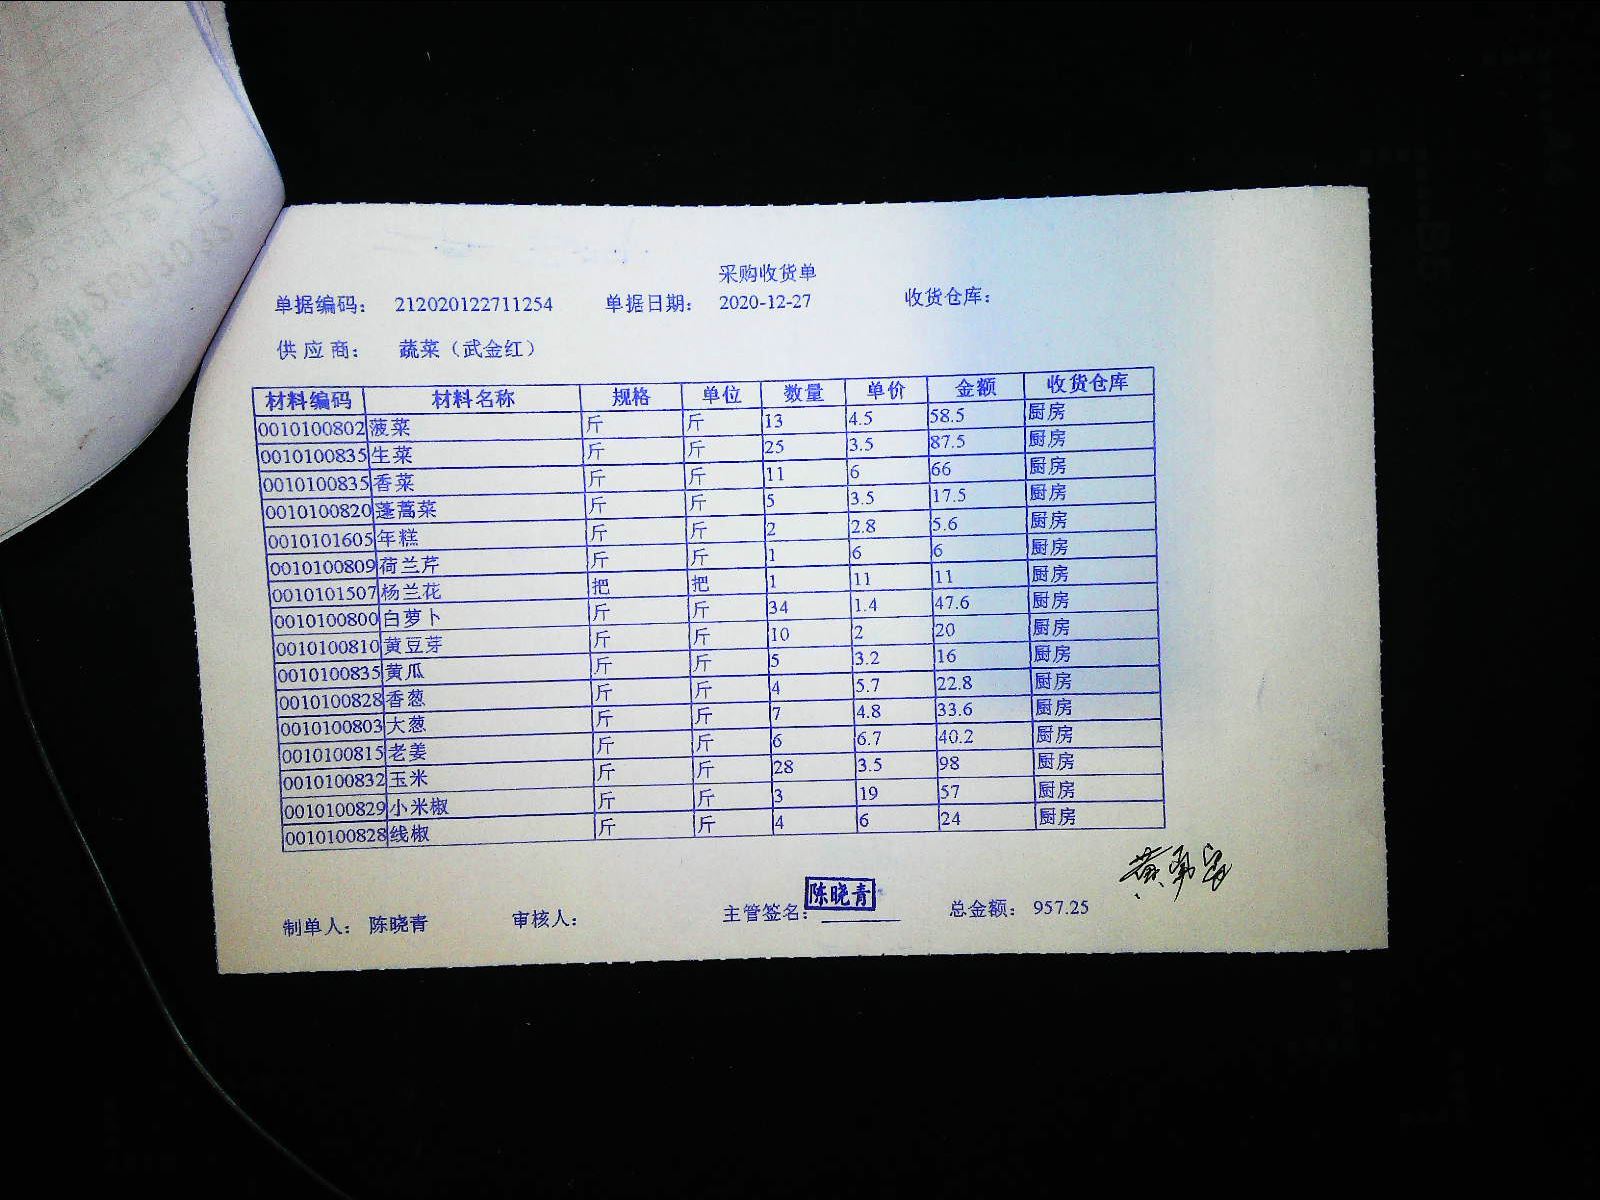 采购收货单
单据编码： 212020122711254 单据日期： 2020-12-27 收货仓库：
供 应 商： 蔬菜（武金红）
材料编码 材料名称 规格 单位 数量 单价 金额 收货仓库
0010100802 菠菜 斤 斤 13 4.5 58.5 厨房
0010100835 生菜 斤 斤 25 3.5 87.5 厨房
0010100835 香菜 斤 斤 11 6 66 厨房
0010100820 蓬蒿菜 斤 斤 5 3.5 17.5 厨房
0010101605 年糕 斤 斤 2 2.8 5.6 厨房
0010100809 荷兰芹 斤 斤 1 6 6 厨房
0010101507 杨兰花 把 把 1 11 11 厨房
0010100800 白萝卜 斤 斤 34 1.4 47.6 厨房
0010100810 黄豆芽 斤 斤 10 2 20 厨房
0010100835 黄瓜 斤 斤 5 3.2 16 厨房
0010100828 香葱 斤 斤 4 5.7 22.8 厨房
0010100803 大葱 斤 斤 7 4.8 33.6 厨房
0010100815 老姜 斤 斤 6 6.7 40.2 厨房
0010100832 玉米 斤 斤 28 3.5 98 厨房
0010100829 小米椒 斤 斤 3 19 57 厨房
0010100828 线椒 斤 斤 4 6 24 厨房
制单人： 陈晓青 审核人： 主管签名： 陈晓青 总金额： 957.25